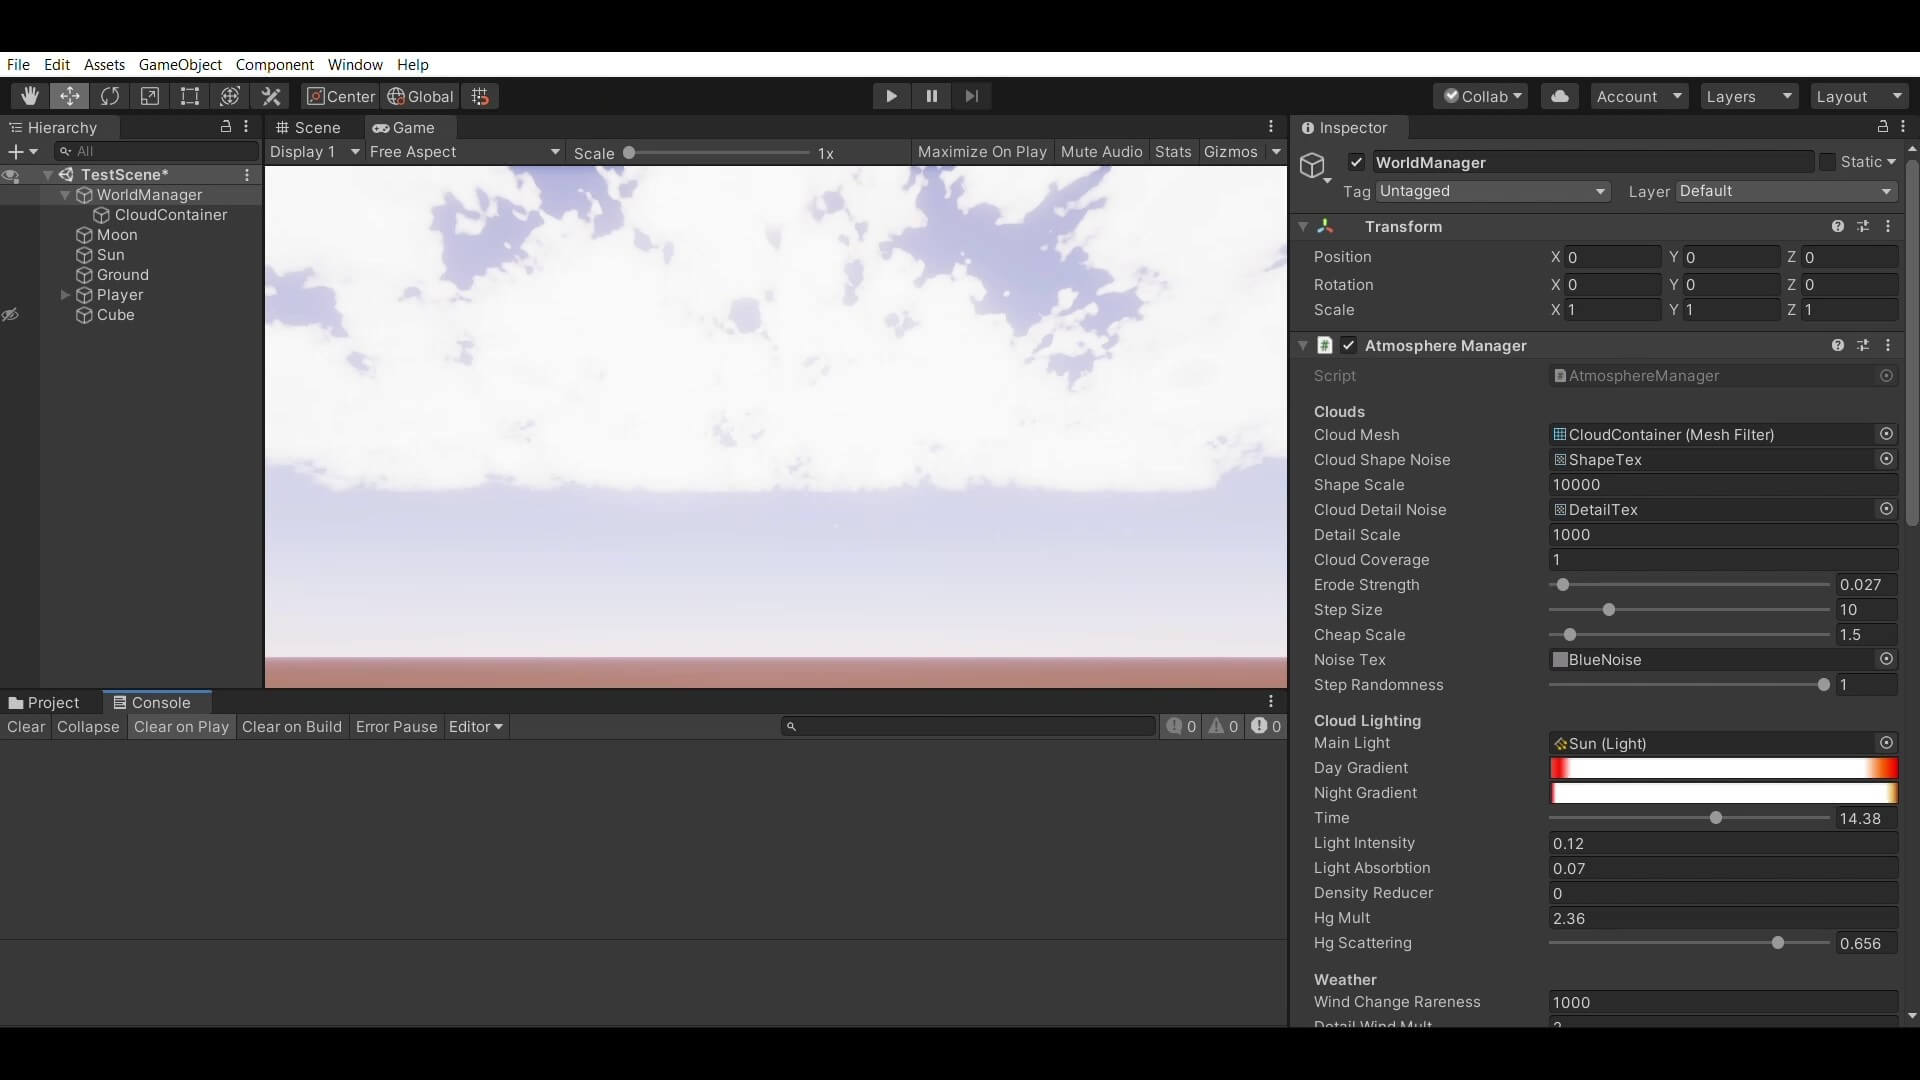 File Edit Assets GameObject Component Window Help
Center Global Collab Account Layers Layout
Hierarchy
All
TestScene*
WorldManager
CloudContainer
Moon
Sun
Ground
Player
Cube
Scene Game
Display 1 Free Aspect Scale 1x Maximize On Play Mute Audio Stats Gizmos
Project Console
Clear Collapse Clear on Play Clear on Build Error Pause Editor 0 0 0
Inspector
WorldManager Static
Tag Untagged Layer Default
Transform
Position X 0 Y 0 Z 0
Rotation X 0 Y 0 Z 0
Scale X 1 Y 1 Z 1
# Atmosphere Manager
Script AtmosphereManager
Clouds
Cloud Mesh CloudContainer (Mesh Filter)
Cloud Shape Noise ShapeTex
Shape Scale 10000
Cloud Detail Noise DetailTex
Detail Scale 1000
Cloud Coverage 1
Erode Strength 0.027
Step Size 10
Cheap Scale 1.5
Noise Tex BlueNoise
Step Randomness 1
Cloud Lighting
Main Light Sun (Light)
Day Gradient
Night Gradient
Time 14.38
Light Intensity 0.12
Light Absorbtion 0.07
Density Reducer 0
Hg Mult 2.36
Hg Scattering 0.656
Weather
Wind Change Rareness 1000
Detail Wind Mult 2